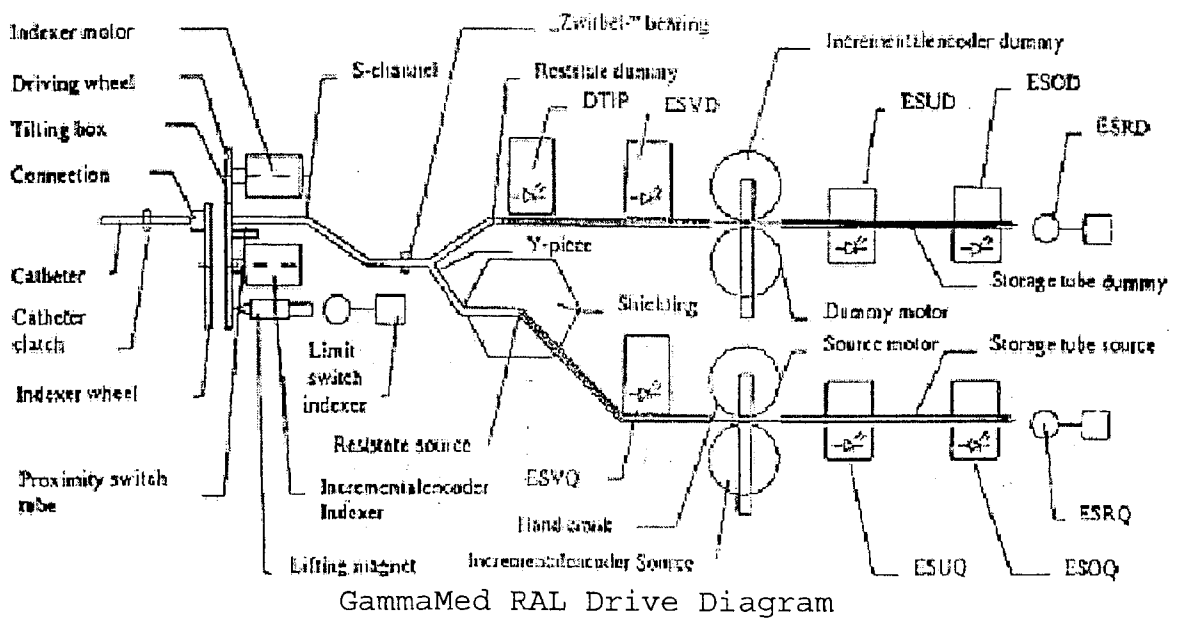 Indexer motor
Driving wheel
Tilting box
Connection
Catheter
Catheter
clutch
Indexer wheel
Proximity switch
tube
S-channel
„Zwirbel-" bearing
Reststate dummy
DTIP
ESVD
Incrementalencoder dummy
ESUD
ESOD
ESRD
Y-piece
Shielding
Storage tube dummy
Dummy motor
Source motor
Storage tube source
Limit
switch
indexer
Reststate source
ESVQ
Incrementalencoder
Indexer
Hand crank
Lifting magnet
Incrementalencoder Source
ESUQ
ESOQ
ESRQ
GammaMed RAL Drive Diagram